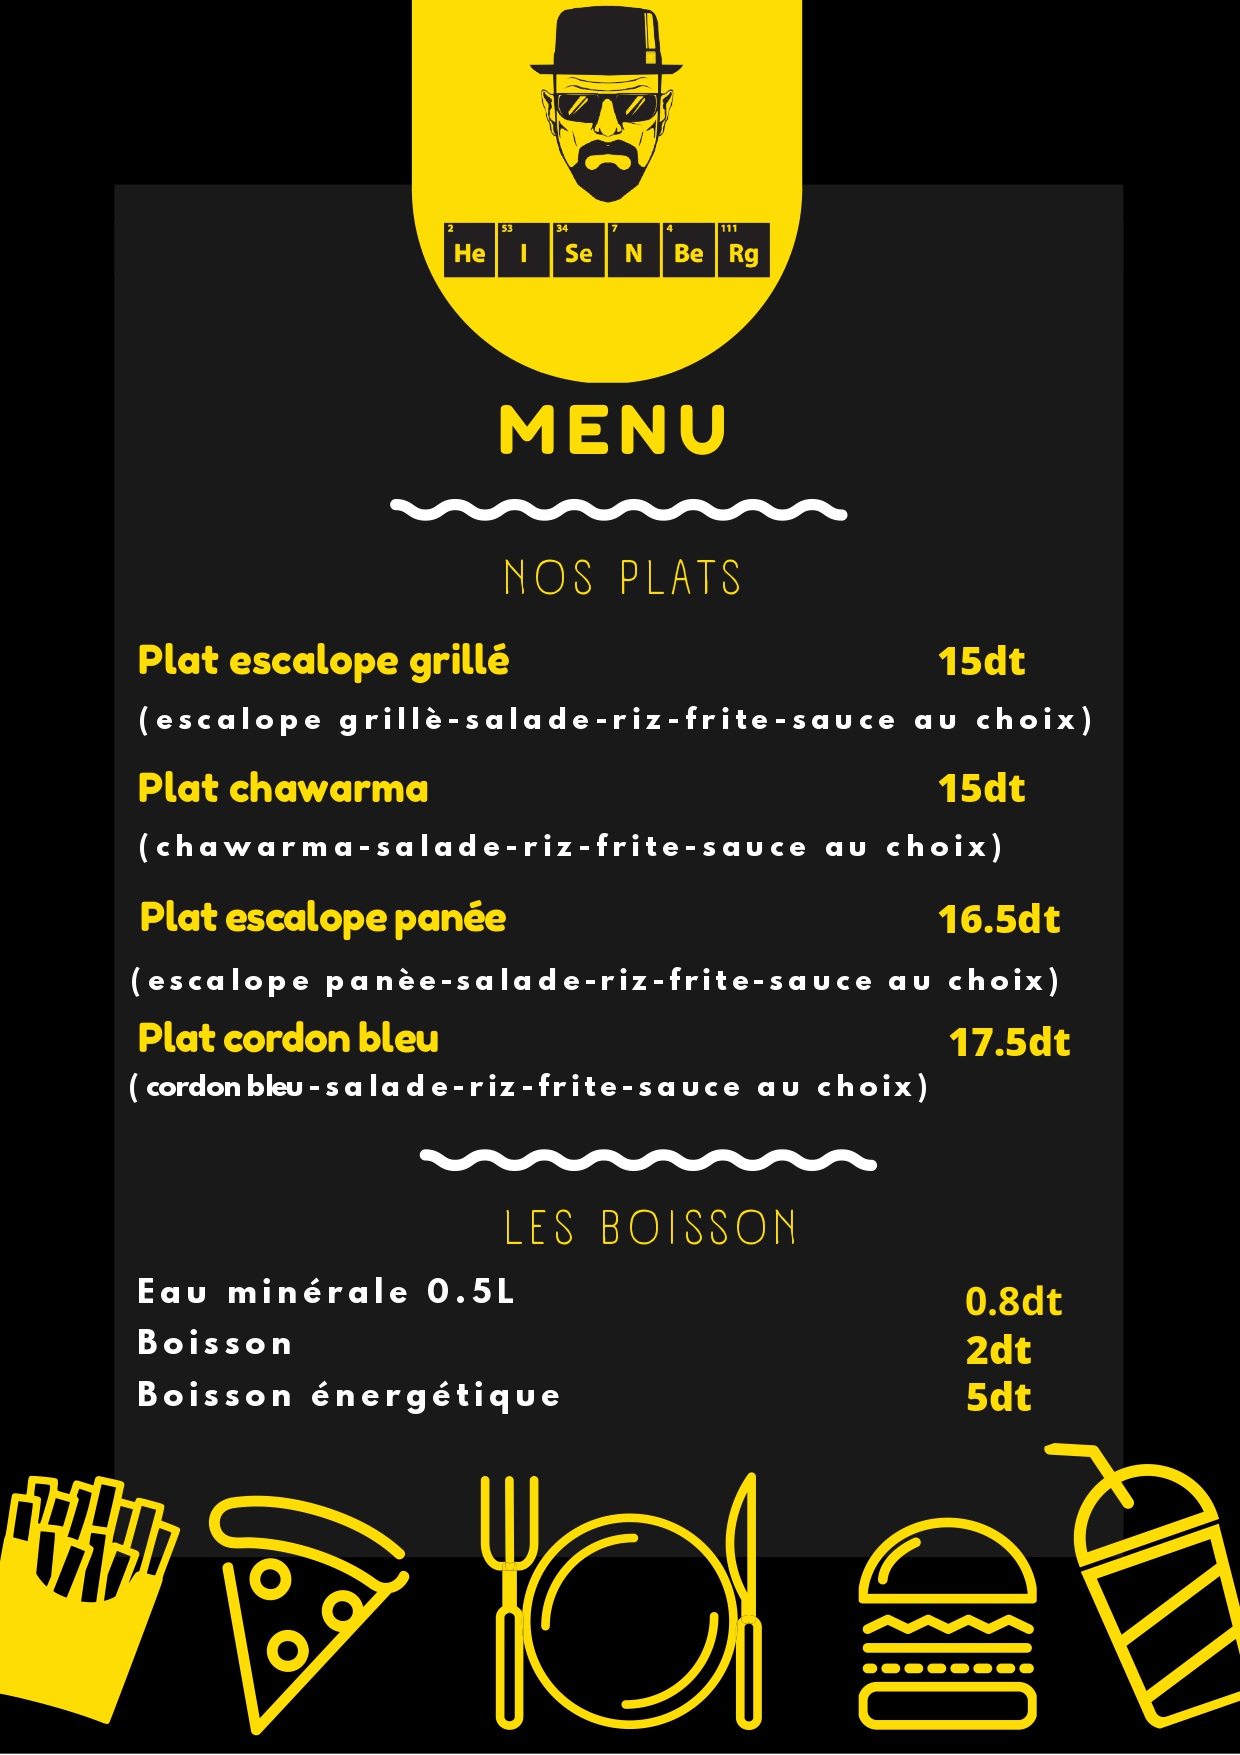 2 53 34 7 4 111
He I Se N Be Rg
MENU
NOS PLATS
Plat escalope grillé 15dt
(escalope grillè-salade-riz-frite-sauce au choix)
Plat chawarma 15dt
(chawarma-salade-riz-frite-sauce au choix)
Plat escalope panée 16.5dt
(escalope panèe-salade-riz-frite-sauce au choix)
Plat cordon bleu 17.5dt
(cordon bleu-salade-riz-frite-sauce au choix)
LES BOISSON
Eau minérale 0.5L 0.8dt
Boisson 2dt
Boisson énergétique 5dt